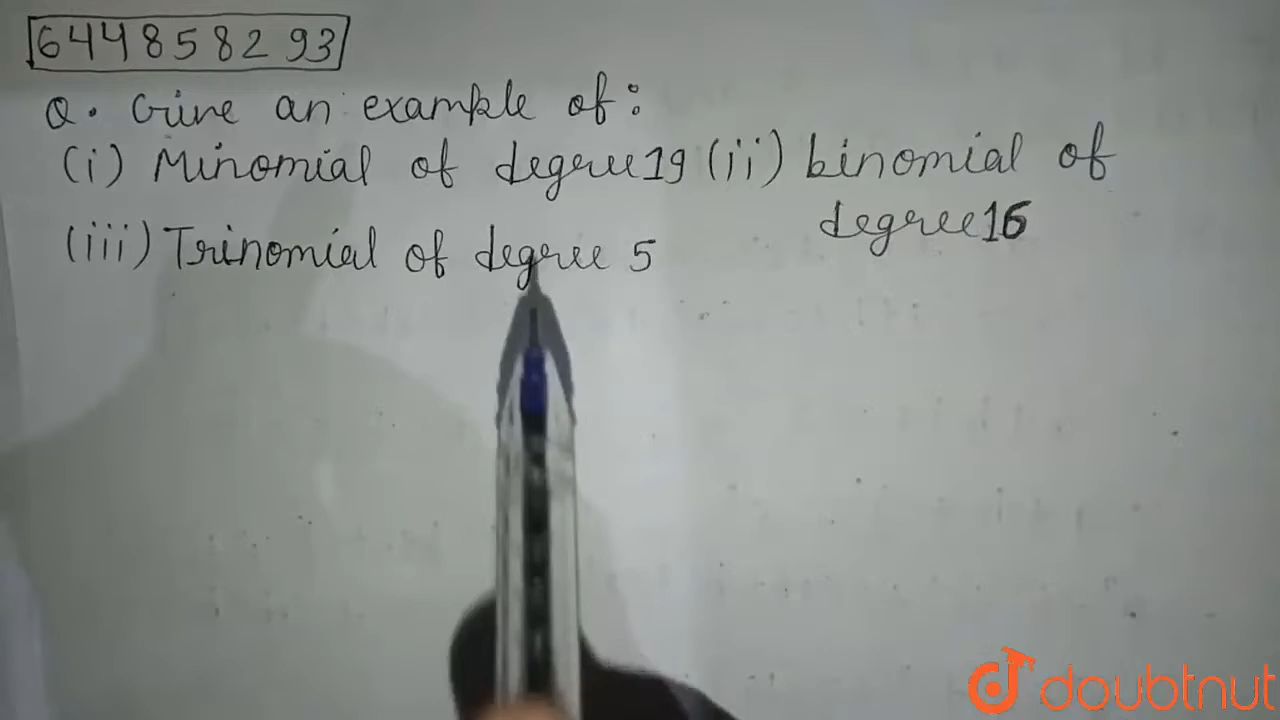 644858293
Q. Give an example of:
(i) Minomial of degree 19 (ii) binomial of
degree 16
(iii) Trinomial of degree 5
doubtnut